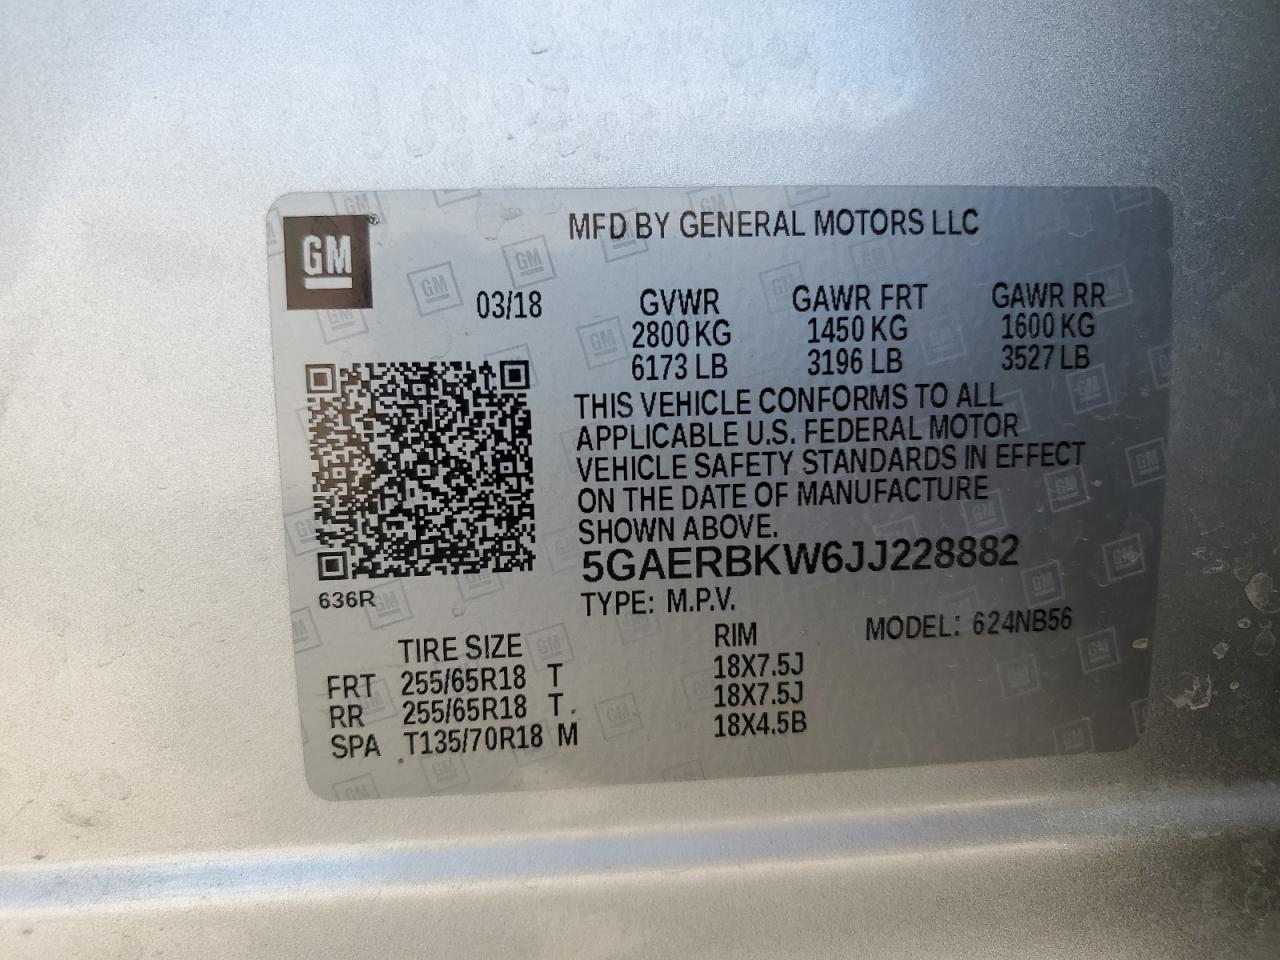 GM®
MFD BY GENERAL MOTORS LLC
03/18
GVWR GAWR FRT GAWR RR
2800 KG 1450 KG 1600 KG
6173 LB 3196 LB 3527 LB
THIS VEHICLE CONFORMS TO ALL
APPLICABLE U.S. FEDERAL MOTOR
VEHICLE SAFETY STANDARDS IN EFFECT
ON THE DATE OF MANUFACTURE
SHOWN ABOVE.
5GAERBKW6JJ228882
636R
TYPE: M.P.V.
MODEL: 624NB56
TIRE SIZE RIM
FRT 255/65R18 T 18X7.5J
RR 255/65R18 T 18X7.5J
SPA T135/70R18 M 18X4.5B